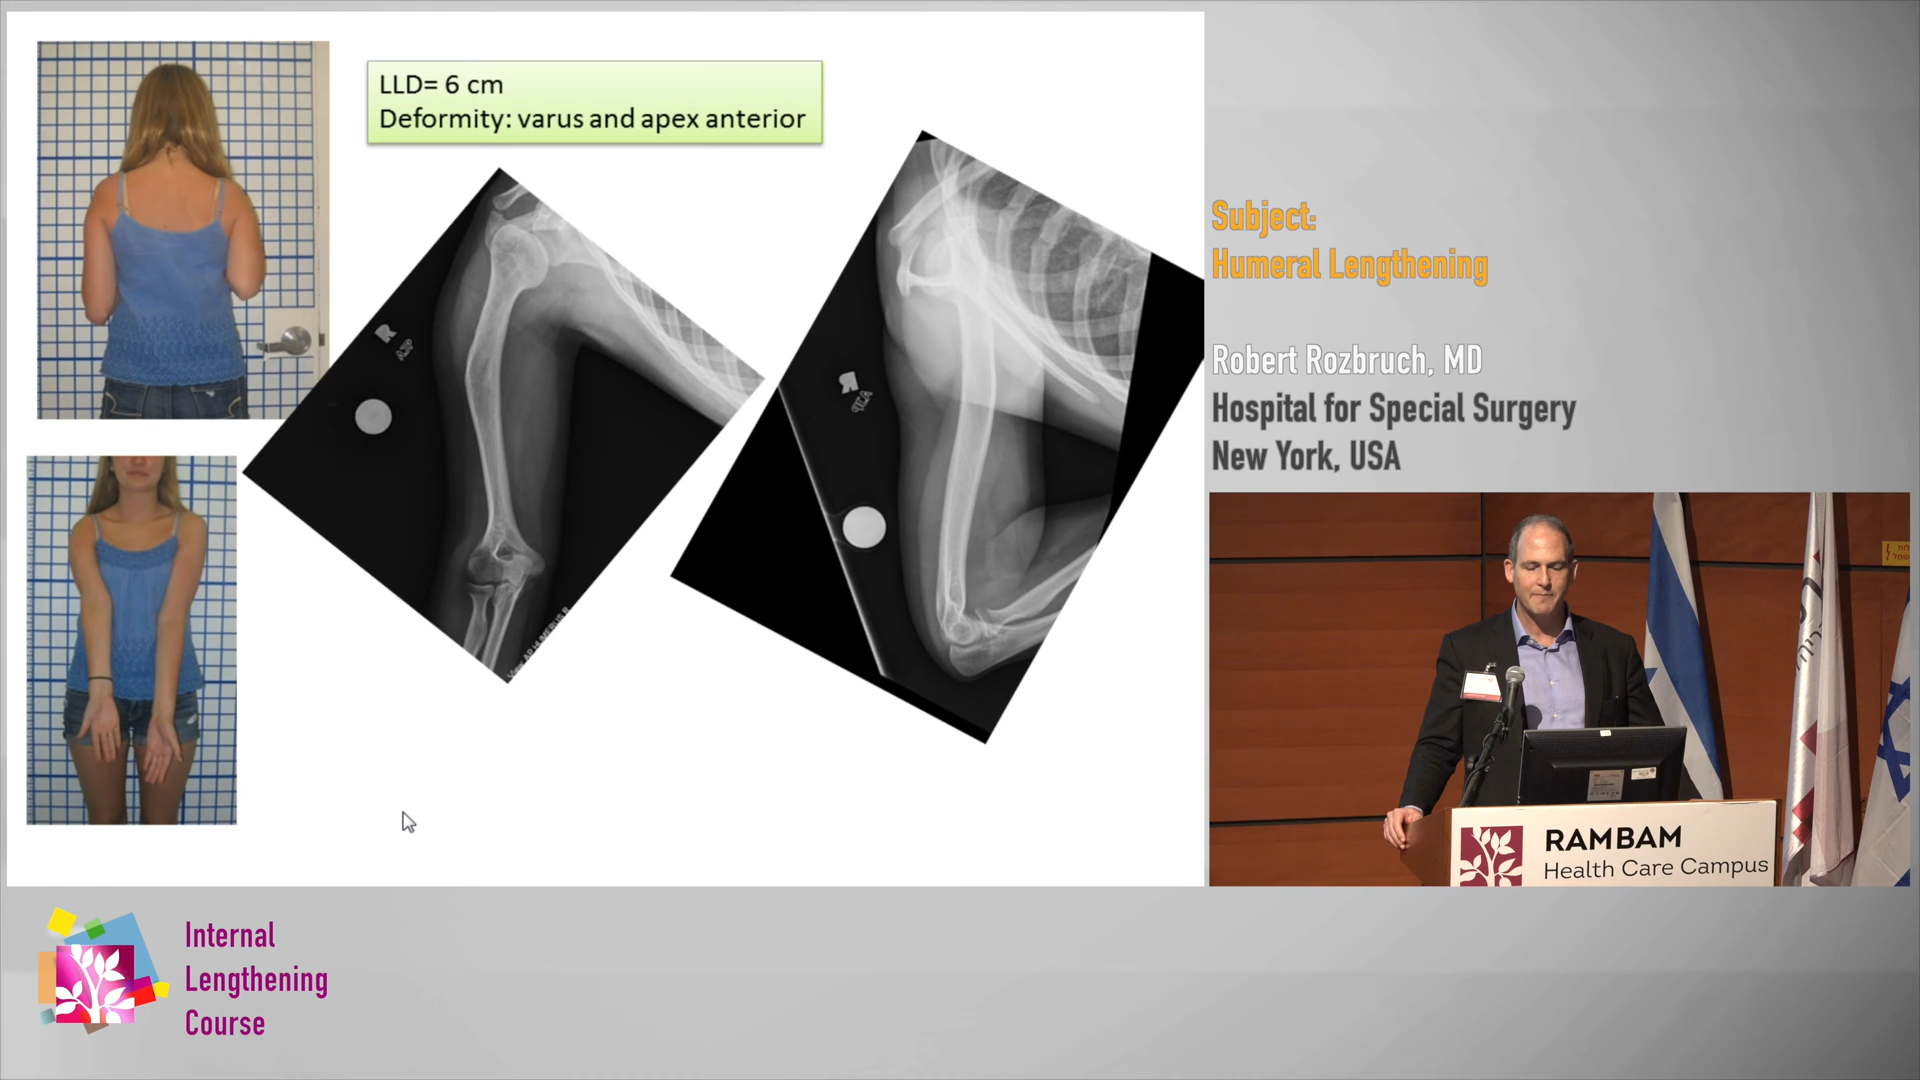 LLD= 6 cm
Deformity: varus and apex anterior
R
AJP
R
Subject:
Humeral Lengthening
Robert Rozbruch, MD
Hospital for Special Surgery
New York, USA
RAMBAM
Health Care Campus
Internal
Lengthening
Course